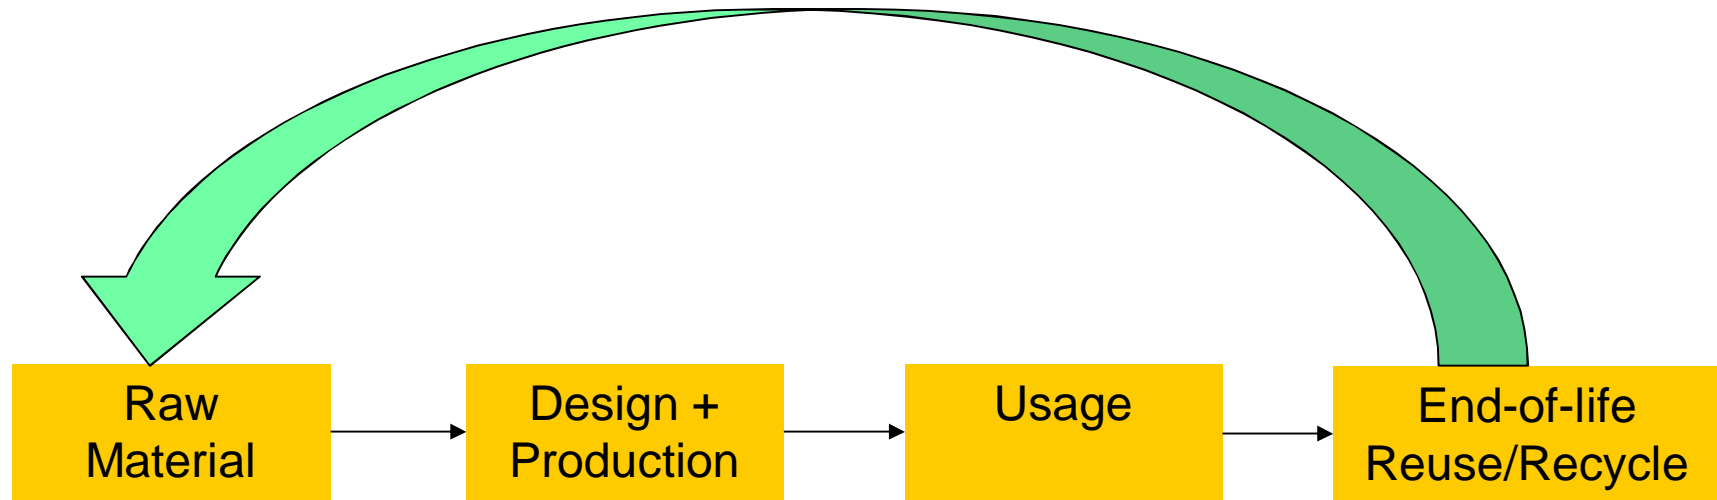 Raw
Material
Design +
Production
Usage
End-of-life
Reuse/Recycle